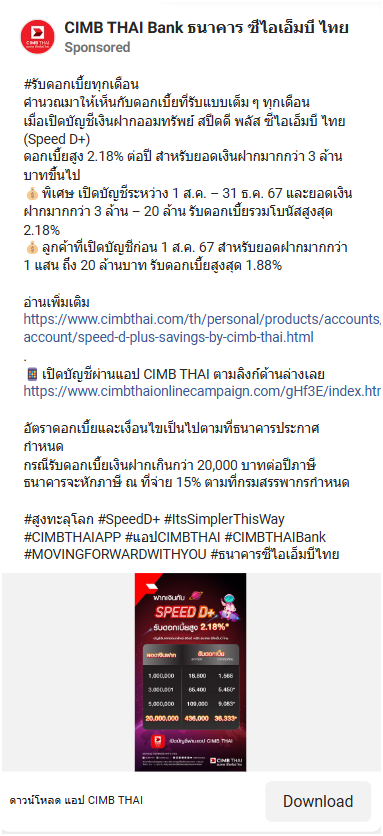 CIMB THAI Bank ธนาคาร ซีไอเอ็มบี ไทย
Sponsored
#รับดอกเบี้ยทุกเดือน
คำนวณมาให้เห็นกับดอกเบี้ยที่รับแบบเต็ม ๆ ทุกเดือน
เมื่อเปิดบัญชีเงินฝากออมทรัพย์ สปีดดี พลัส ซีไอเอ็มบี ไทย
(Speed D+)
ดอกเบี้ยสูง 2.18% ต่อปี สำหรับยอดเงินฝากมากกว่า 3 ล้าน
บาทขึ้นไป
💰 พิเศษ เปิดบัญชีระหว่าง 1 ส.ค. – 31 ธ.ค. 67 และยอดเงิน
ฝากมากกว่า 3 ล้าน – 20 ล้าน รับดอกเบี้ยรวมโบนัสสูงสุด
2.18%
💰 ลูกค้าที่เปิดบัญชีก่อน 1 ส.ค. 67 สำหรับยอดฝากมากกว่า
1 แสน ถึง 20 ล้านบาท รับดอกเบี้ยสูงสุด 1.88%
อ่านเพิ่มเติม
https://www.cimbthai.com/th/personal/products/accounts,
account/speed-d-plus-savings-by-cimb-thai.html
.
📱 เปิดบัญชีผ่านแอป CIMB THAI ตามลิงก์ด้านล่างเลย
https://www.cimbthaionlinecampaign.com/gHf3E/index.htn
อัตราดอกเบี้ยและเงื่อนไขเป็นไปตามที่ธนาคารประกาศ
กำหนด
กรณีรับดอกเบี้ยเงินฝากเกินกว่า 20,000 บาทต่อปีภาษี
ธนาคารจะหักภาษี ณ ที่จ่าย 15% ตามที่กรมสรรพากรกำหนด
#สูงทะลุโลก #SpeedD+ #ItsSimplerThisWay
#CIMBTHAIAPP #แอปCIMBTHAI #CIMBTHAIBank
#MOVINGFORWARDWITHYOU #ธนาคารซีไอเอ็มบีไทย
ฝากเงินกับ
SPEED D+
รับดอกเบี้ยสูง 2.18%*
ยอดเงินฝาก รับดอกเบี้ย
1,000,000 18,800 1,566
3,000,001 65,400 5,450*
5,000,000 109,000 9,083*
20,000,000 436,000 36,333*
เปิดบัญชีผ่านแอป CIMB THAI
CIMB THAI
ดาวน์โหลด แอป CIMB THAI
Download